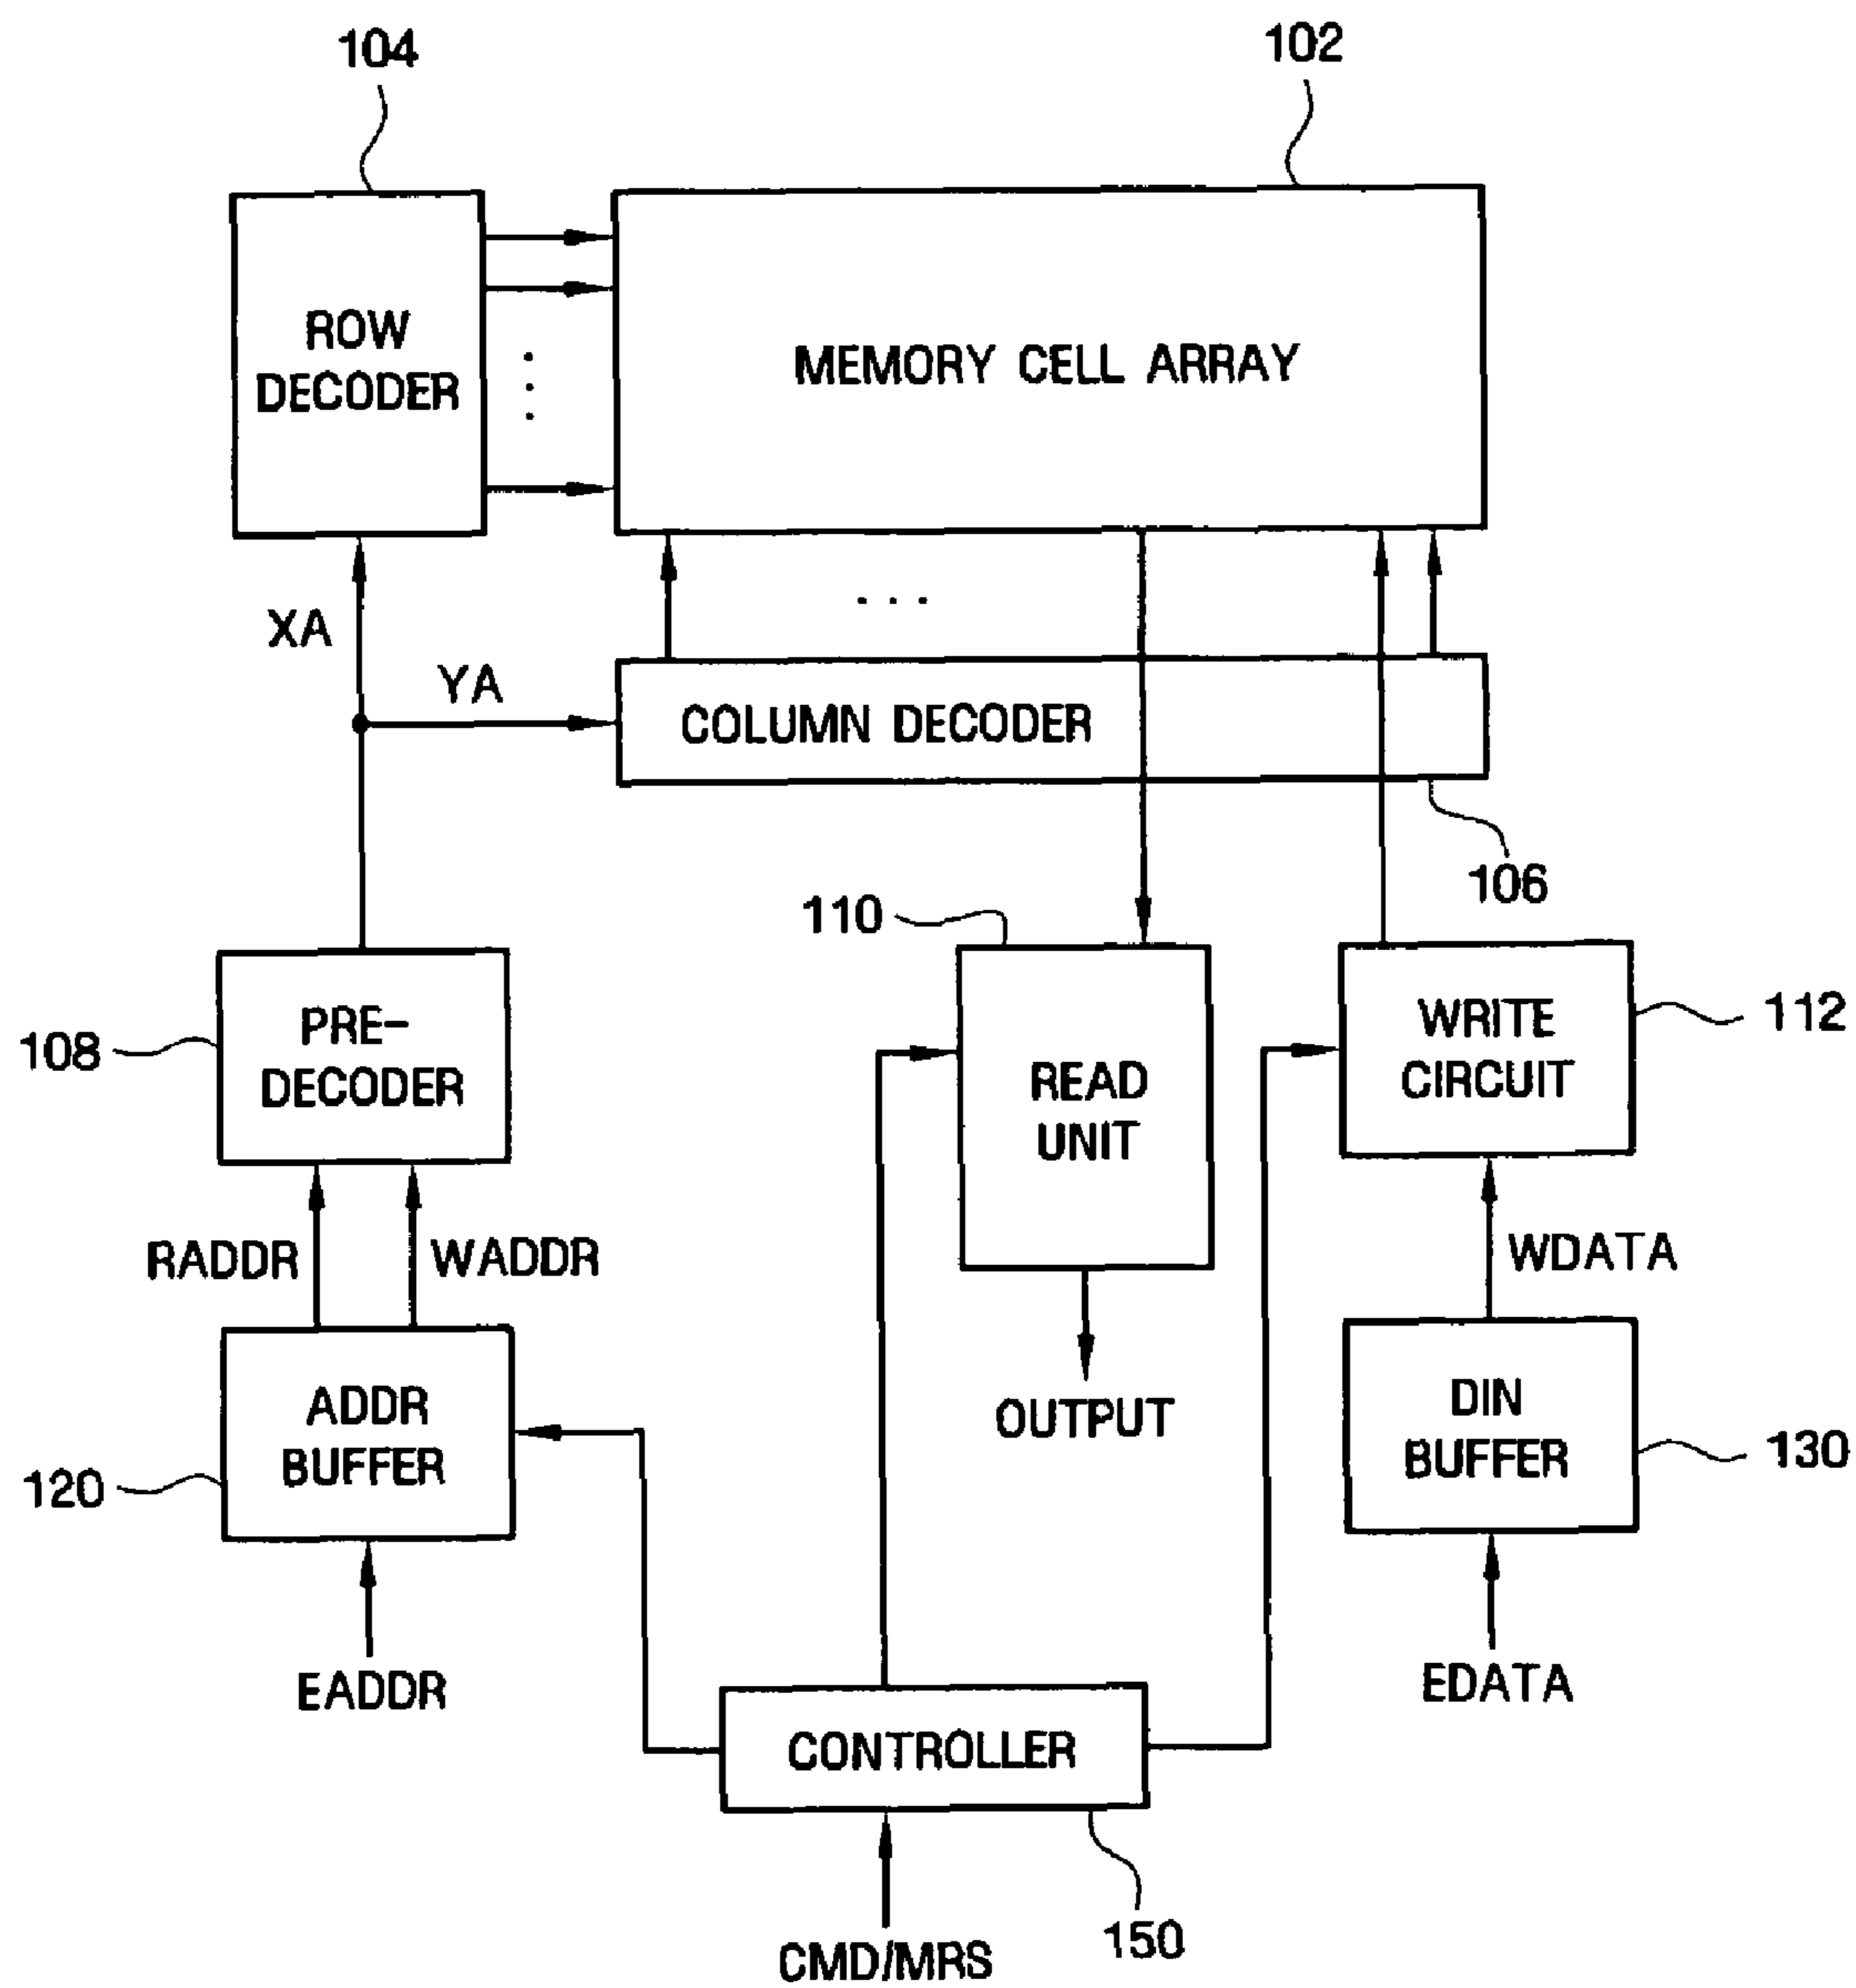 104
102
ROW
DECODER
MEMORY CELL ARRAY
XA
YA
COLUMN DECODER
106
110
108
PRE-
DECODER
READ
UNIT
WRITE
CIRCUIT
112
RADDR
WADDR
WDATA
120
ADDR
BUFFER
OUTPUT
DIN
BUFFER
130
EADDR
EDATA
CONTROLLER
150
CMD/MRS